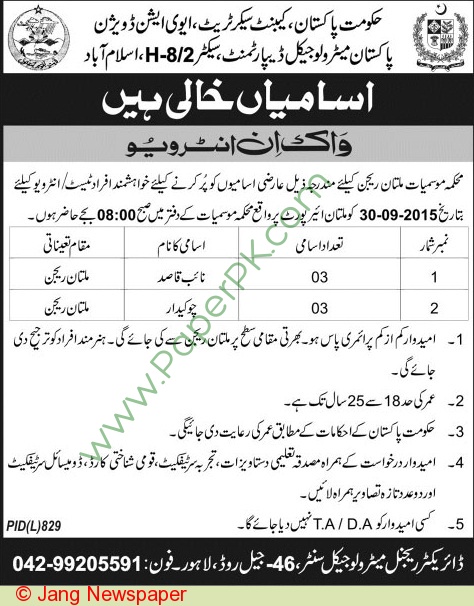 حکومت پاکستان، کیبنٹ سیکرٹریٹ، ایوی ایشن ڈویژن
پاکستان میٹرولوجیکل ڈیپارٹمنٹ، سیکٹر H-8/2، اسلام آباد
اسامیاں خالی ہیں
واک اِن انٹرویو
محکمہ موسمیات ملتان ریجن کیلئے مندرجہ ذیل عارضی اسامیوں کو پُر کرنے کیلئے خواہشمند افراد ٹیسٹ/انٹرویو کیلئے
بتاریخ 30-09-2015 کو ملتان ائیر پورٹ پر واقع محکمہ موسمیات کے دفتر میں صبح 08:00 بجے حاضر ہوں۔
نمبر شمار تعداد اسامی اسامی کا نام مقام تعیناتی
1 03 نائب قاصد ملتان ریجن
2 03 چوکیدار ملتان ریجن
1۔ امیدوار کم از کم پرائمری پاس ہو۔ بھرتی مقامی سطح پر ملتان ریجن سے کی جائے گی۔ ہنر مند افراد کو ترجیح دی
جائے گی۔
2۔ عمر کی حد 18 سے 25 سال تک ہے۔
3۔ حکومت پاکستان کے احکامات کے مطابق عمر کی رعایت دی جائیگی۔
4۔ امیدوار درخواست کے ہمراہ مصدقہ تعلیمی دستاویزات، تجربہ سرٹیفکیٹ، قومی شناختی کارڈ، ڈومیسائل سرٹیفکیٹ
اور دو عدد تازہ تصاویر ہمراہ لائیں۔
5۔ کسی امیدوار کو T.A / D.A نہیں دیا جائے گا۔
PID(L)829
ڈائریکٹر ریجنل میٹرولوجیکل سنٹر، 46-جیل روڈ، لاہور۔ فون: 042-99205591
www.PaperPk.com
© Jang Newspaper